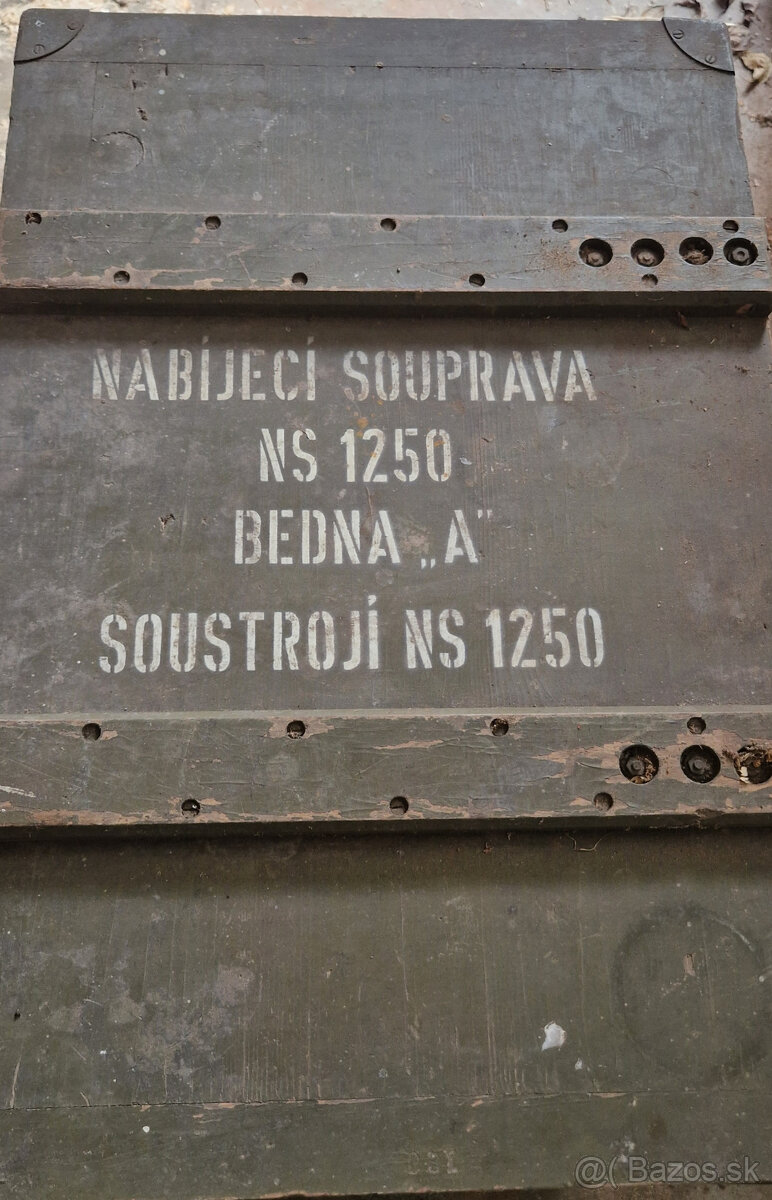 NABÍJECÍ SOUPRAVA
NS 1250
BEDNA „A"
SOUSTROJÍ NS 1250
@( Bazos.sk